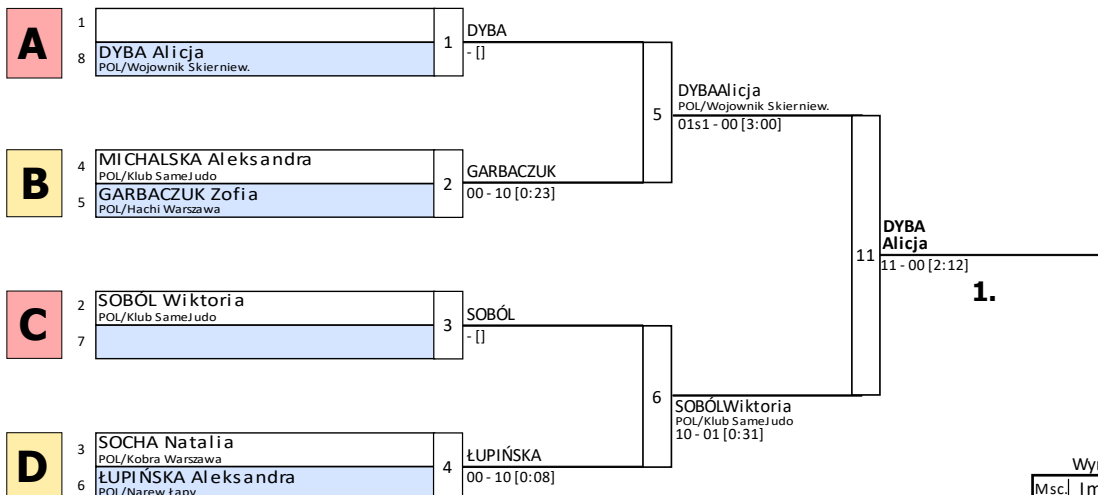 A
1
8
DYBA Alicja
POL/Wojownik Skierniew.
1
DYBA
- []
B
4
MICHALSKA Aleksandra
POL/Klub SameJudo
5
GARBACZUK Zofia
POL/Hachi Warszawa
2
GARBACZUK
00 - 10 [0:23]
5
DYBAAlicja
POL/Wojownik Skierniew.
01s1 - 00 [3:00]
C
2
SOBÓL Wiktoria
POL/Klub SameJudo
7
3
SOBÓL
- []
D
3
SOCHA Natalia
POL/Kobra Warszawa
6
ŁUPIŃSKA Aleksandra
POL/Narew Łapy
4
ŁUPIŃSKA
00 - 10 [0:08]
6
SOBÓLWiktoria
POL/Klub SameJudo
10 - 01 [0:31]
11
DYBA
Alicja
11 - 00 [2:12]
1.
Msc.